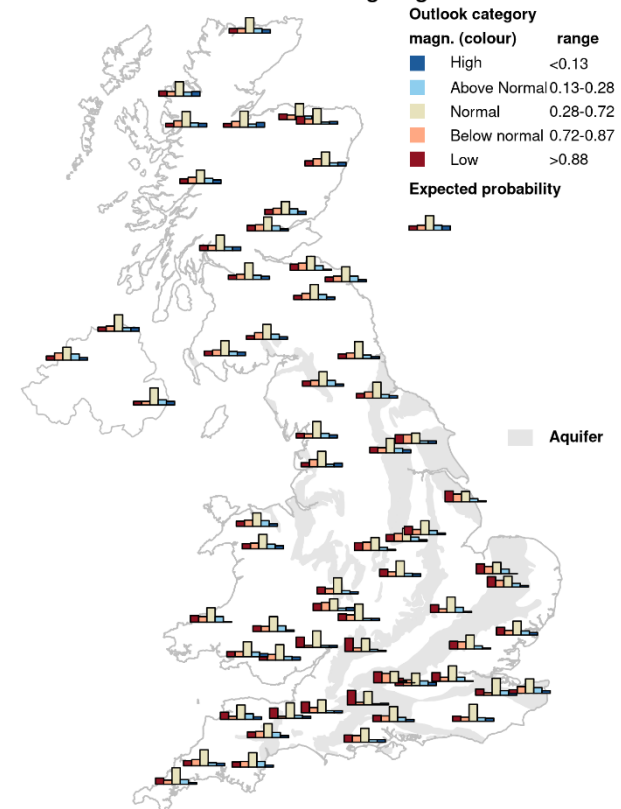 Outlook category
magn. (colour) range
High <0.13
Above Normal 0.13-0.28
Normal 0.28-0.72
Below normal 0.72-0.87
Low >0.88
Expected probability
Aquifer